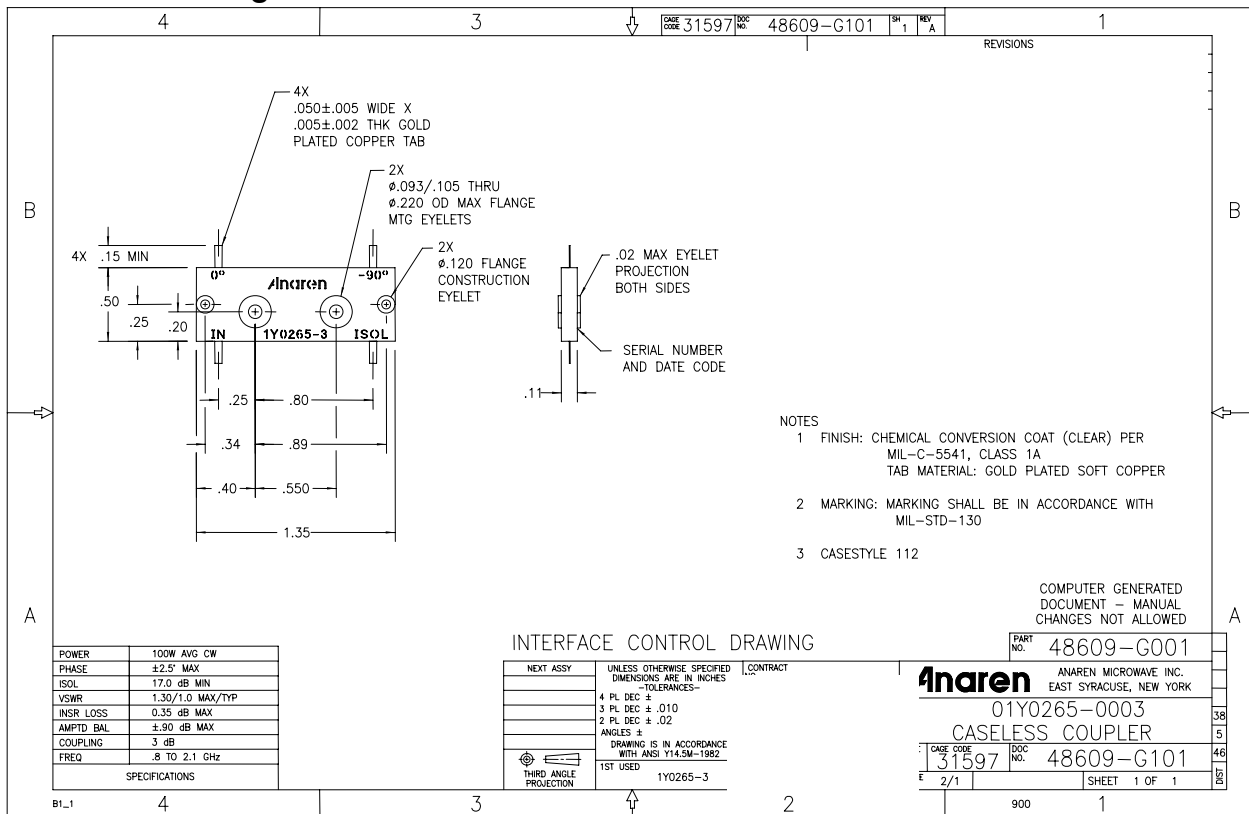 4
3
CAGE CODE 31597 DOC NO. 48609-G101 SH 1 REV A
1
REVISIONS
4X
.050±.005 WIDE X
.005±.002 THK GOLD
PLATED COPPER TAB
2X
ø.093/.105 THRU
ø.220 OD MAX FLANGE
MTG EYELETS
B
B
2X
ø.120 FLANGE
CONSTRUCTION
EYELET
4X .15 MIN
.02 MAX EYELET
PROJECTION
BOTH SIDES
0° -90°
Anaren
.50
.25
.20
IN 1Y0265-3 ISOL
SERIAL NUMBER
AND DATE CODE
.25 .80
.11
.34 .89
.40 .550
1.35
NOTES
1 FINISH: CHEMICAL CONVERSION COAT (CLEAR) PER
MIL-C-5541, CLASS 1A
TAB MATERIAL: GOLD PLATED SOFT COPPER
2 MARKING: MARKING SHALL BE IN ACCORDANCE WITH
MIL-STD-130
3 CASESTYLE 112
COMPUTER GENERATED
DOCUMENT - MANUAL
CHANGES NOT ALLOWED
A
A
INTERFACE CONTROL DRAWING
PART NO. 48609-G001
POWER 100W AVG CW
PHASE ±2.5° MAX
ISOL 17.0 dB MIN
VSWR 1.30/1.0 MAX/TYP
INSR LOSS 0.35 dB MAX
AMPTD BAL ±.90 dB MAX
COUPLING 3 dB
FREQ .8 TO 2.1 GHz
SPECIFICATIONS
NEXT ASSY
UNLESS OTHERWISE SPECIFIED
DIMENSIONS ARE IN INCHES
-TOLERANCES-
4 PL DEC ±
3 PL DEC ± .010
2 PL DEC ± .02
ANGLES ±
DRAWING IS IN ACCORDANCE
WITH ANSI Y14.5M-1982
THIRD ANGLE
PROJECTION
1ST USED
1Y0265-3
CONTRACT
Anaren
ANAREN MICROWAVE INC.
EAST SYRACUSE, NEW YORK
01Y0265-0003
CASELESS COUPLER
CAGE CODE 31597 DOC NO. 48609-G101
2/1 SHEET 1 OF 1
38
5
46
DIST
B1_1
4
3
2
900
1